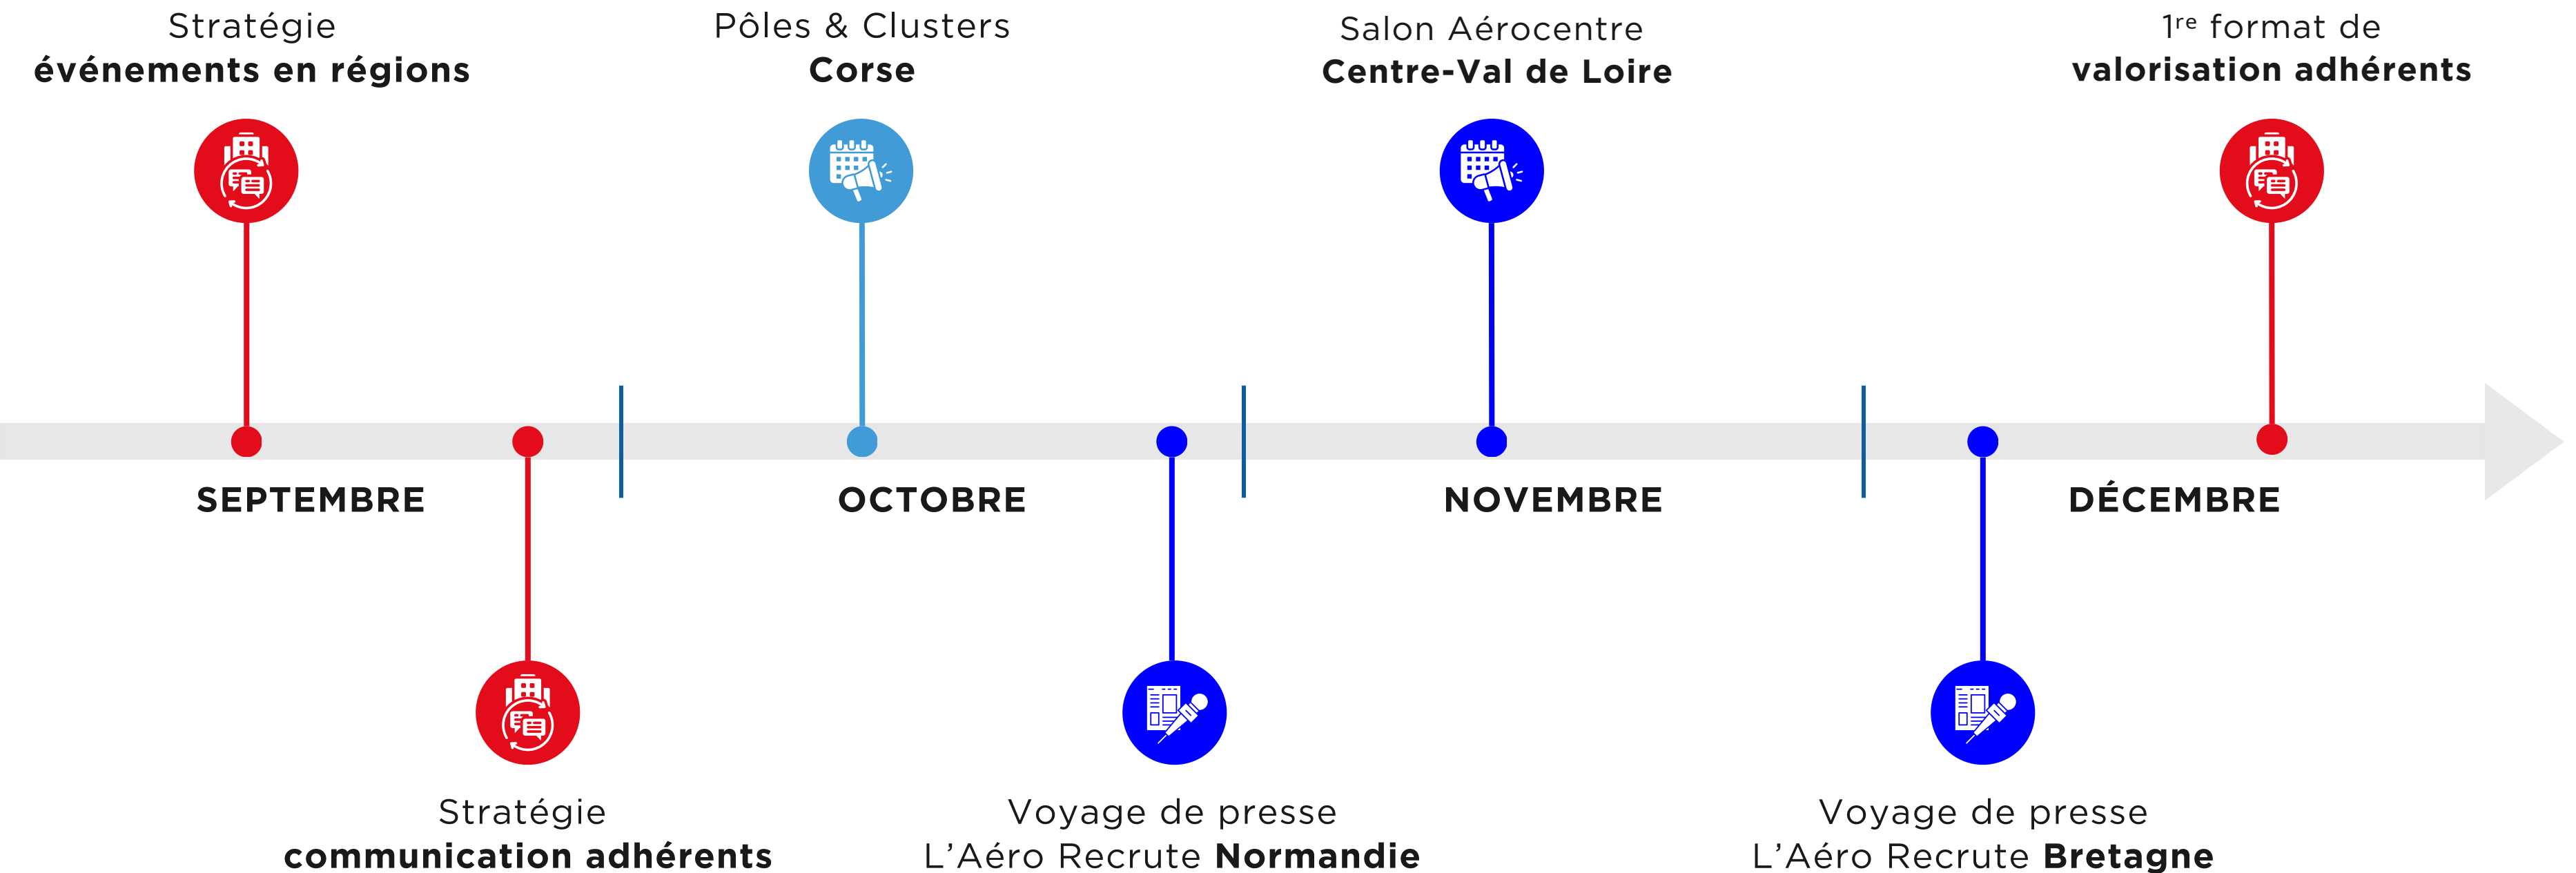 Stratégie
événements en régions
Pôles & Clusters
Corse
Salon Aérocentre
Centre-Val de Loire
1re format de
valorisation adhérents
SEPTEMBRE
OCTOBRE
NOVEMBRE
DÉCEMBRE
Stratégie
communication adhérents
Voyage de presse
L’Aéro Recrute Normandie
Voyage de presse
L’Aéro Recrute Bretagne